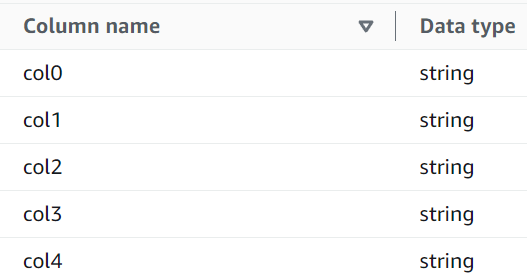 Column name Data type
col0 string
col1 string
col2 string
col3 string
col4 string